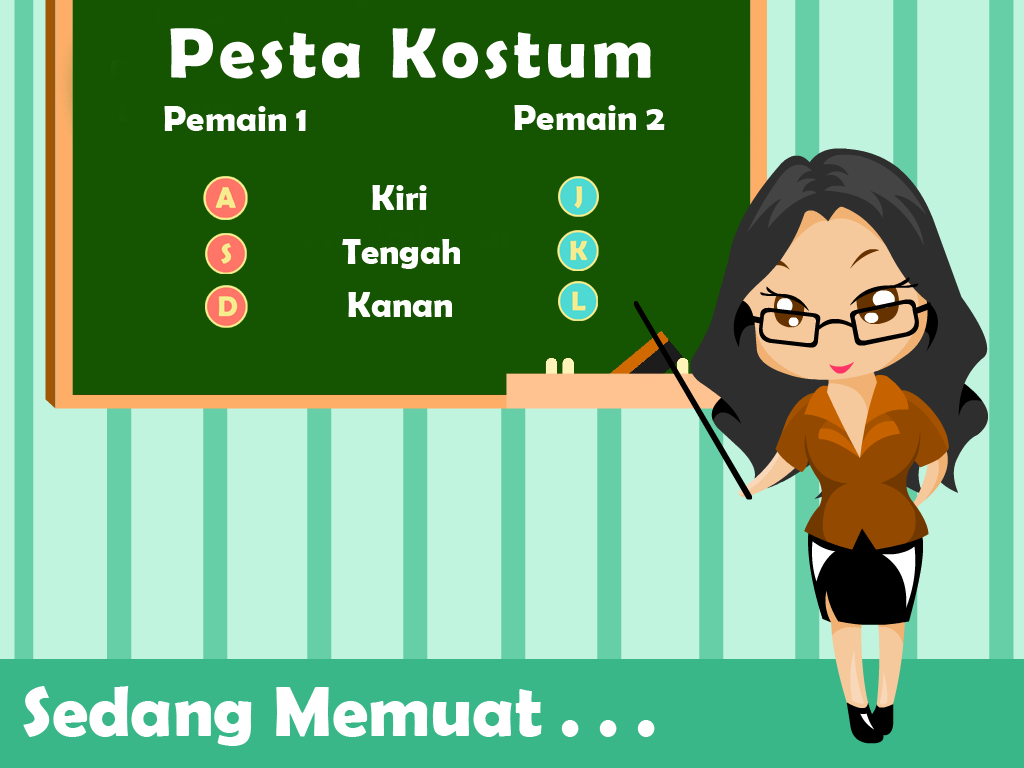 Pesta Kostum
Pemain 1 Pemain 2
A Kiri J
S Tengah K
D Kanan L
Sedang Memuat . . .